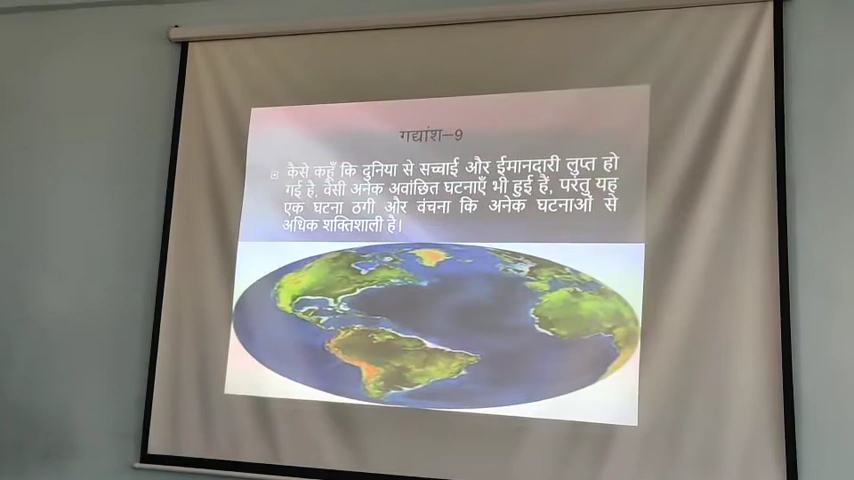 गद्यांश–9
कैसे कहूँ कि दुनिया से सच्चाई और ईमानदारी लुप्त हो
गई है, वैसी अनेक अवांछित घटनाएँ भी हुई हैं, परंतु यह
एक घटना ठगी और वंचना कि अनेक घटनाओं से
अधिक शक्तिशाली है।